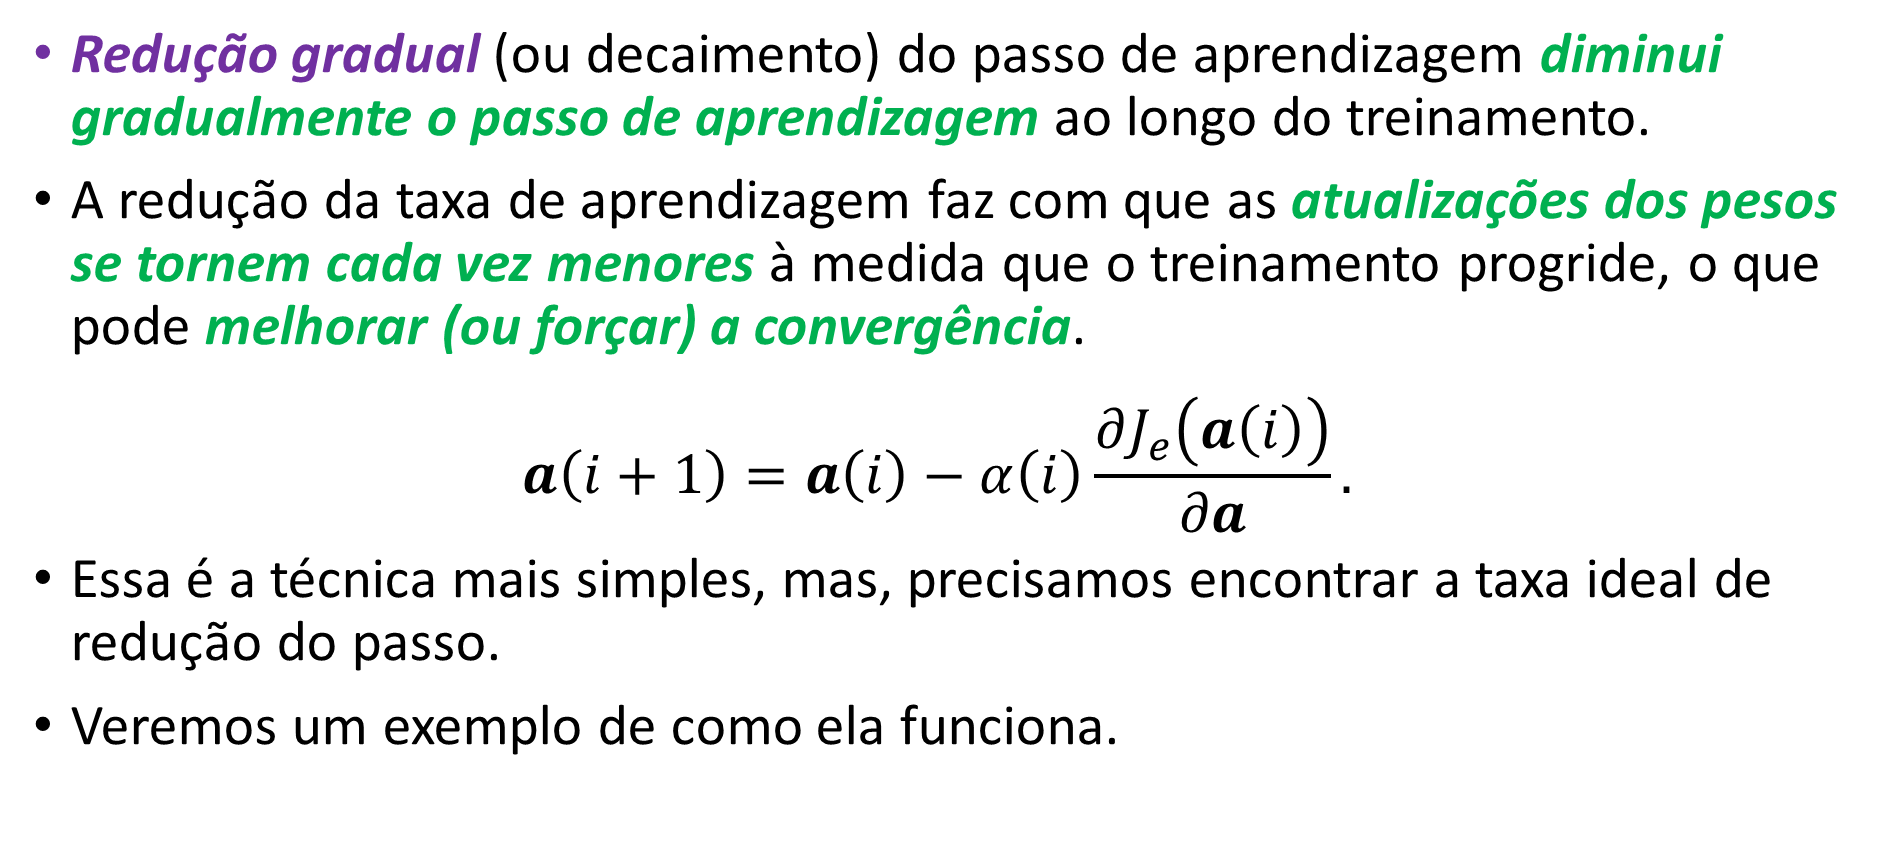 • Redução gradual (ou decaimento) do passo de aprendizagem diminui
gradualmente o passo de aprendizagem ao longo do treinamento.
• A redução da taxa de aprendizagem faz com que as atualizações dos pesos
se tornem cada vez menores à medida que o treinamento progride, o que
pode melhorar (ou forçar) a convergência.
𝒂(𝑖 + 1) = 𝒂(𝑖) − 𝛼(𝑖) ∂𝐽ₑ(𝒂(𝑖)) / ∂𝒂 .
• Essa é a técnica mais simples, mas, precisamos encontrar a taxa ideal de
redução do passo.
• Veremos um exemplo de como ela funciona.